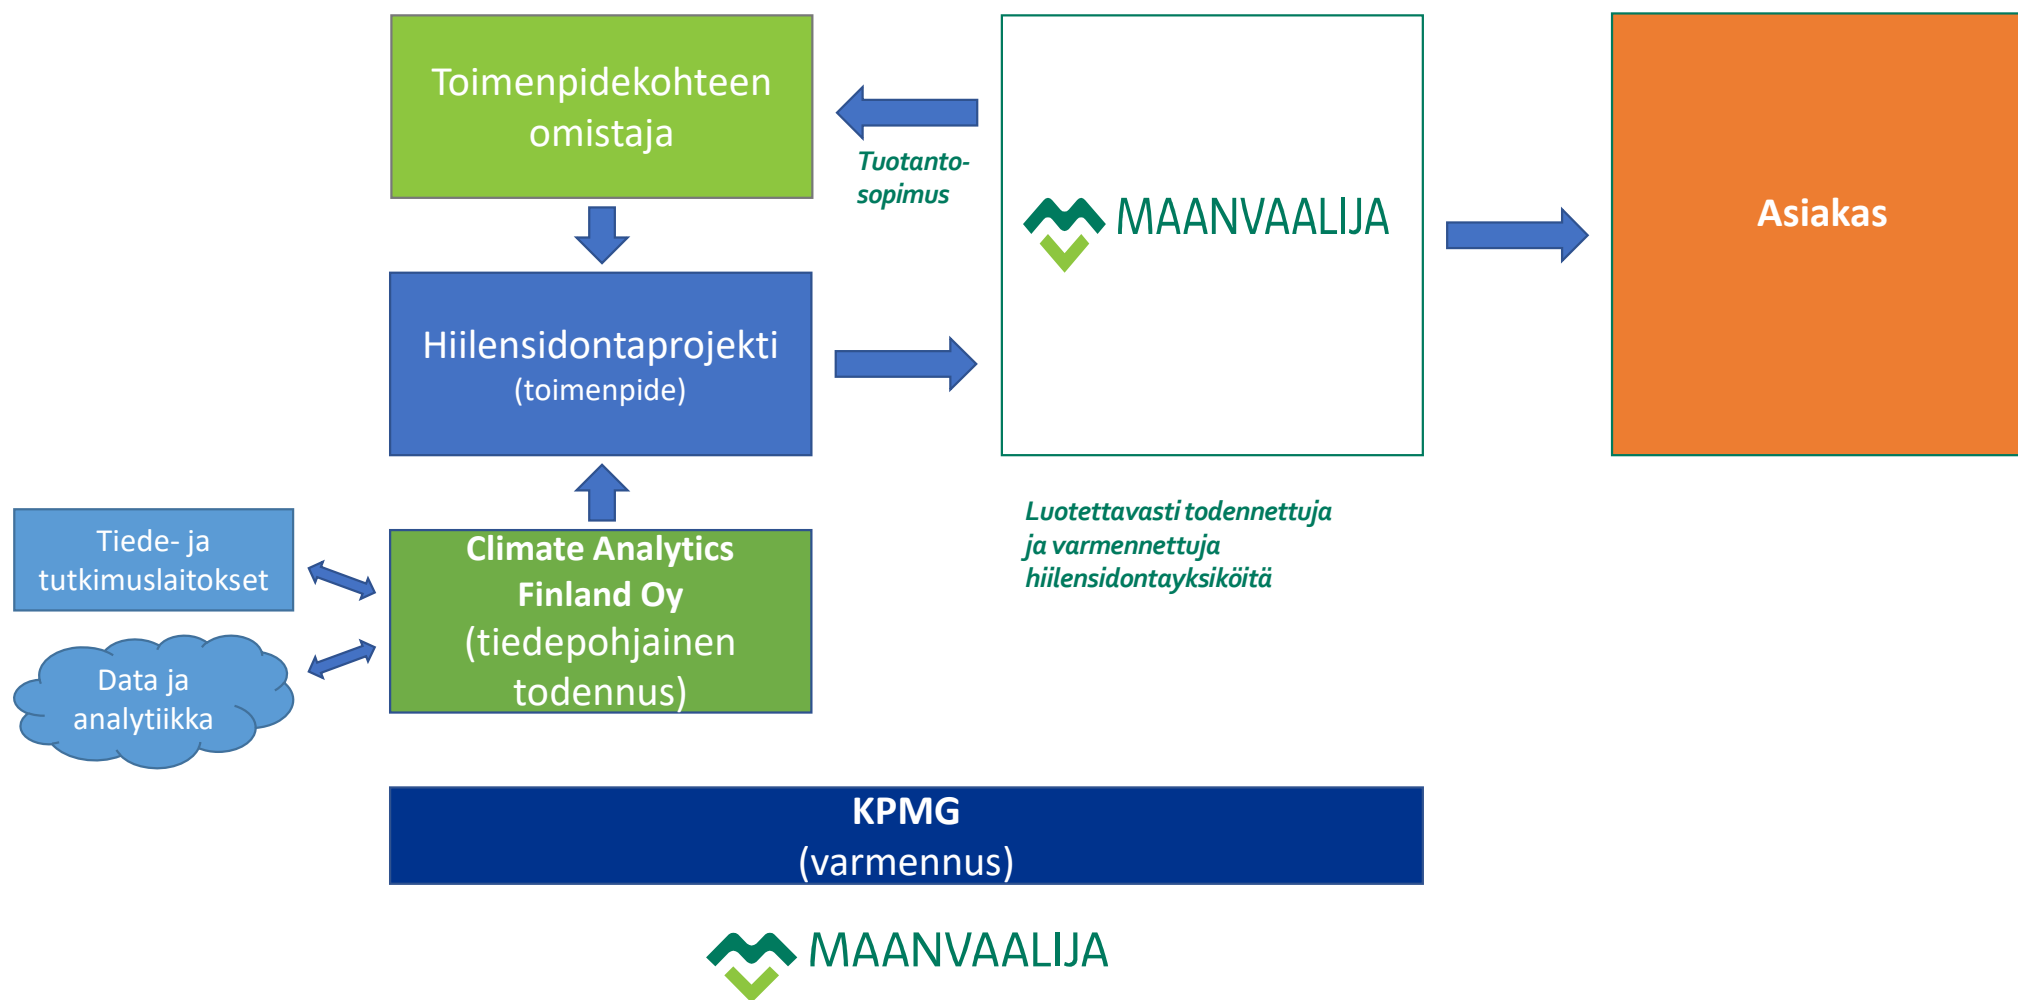 Toimenpidekohteen
omistaja
Tuotanto-
sopimus
MAANVAALIJA
Asiakas
Hiilensidontaprojekti
(toimenpide)
Luotettavasti todennettuja
ja varmennettuja
hiilensidontayksiköitä
Tiede- ja
tutkimuslaitokset
Climate Analytics
Finland Oy
(tiedepohjainen
todennus)
Data ja
analytiikka
KPMG
(varmennus)
MAANVAALIJA